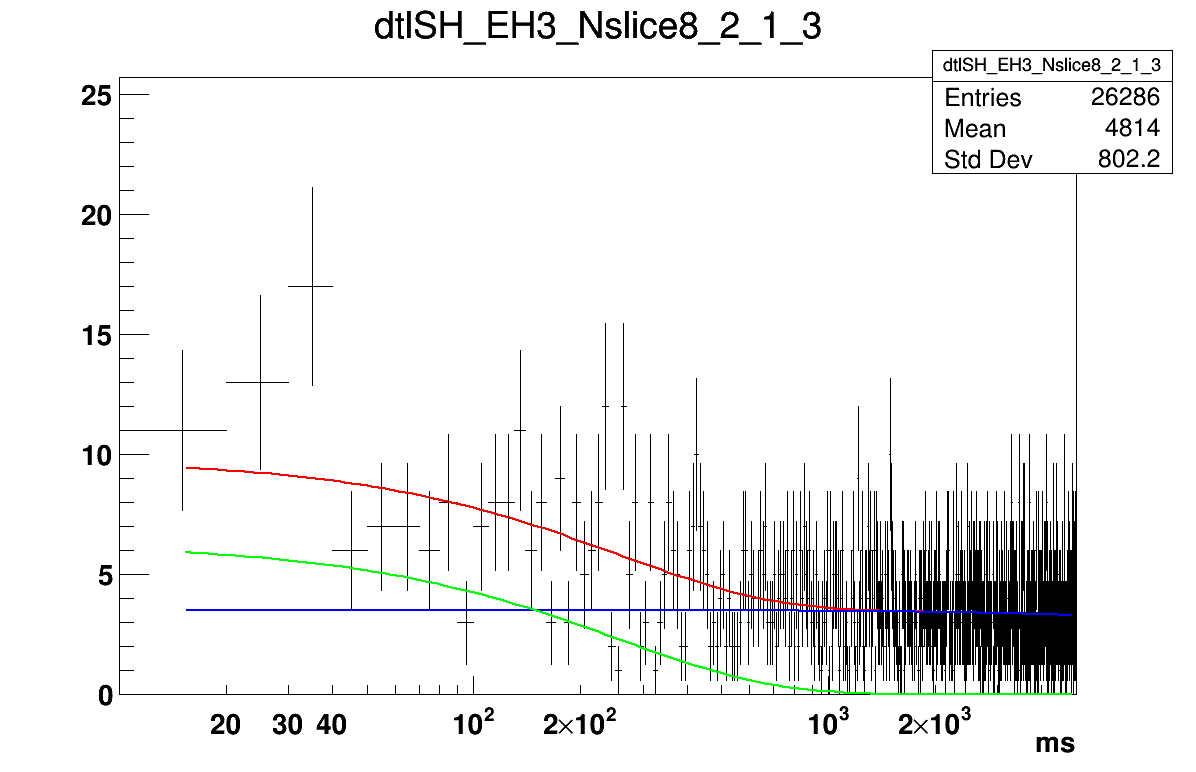 dtlSH_EH3_Nslice8_2_1_3
dtlSH_EH3_Nslice8_2_1_3
Entries 26286
Mean 4814
Std Dev 802.2
25
20
15
10
5
0
20 30 40 10² 2×10² 10³ 2×10³
ms